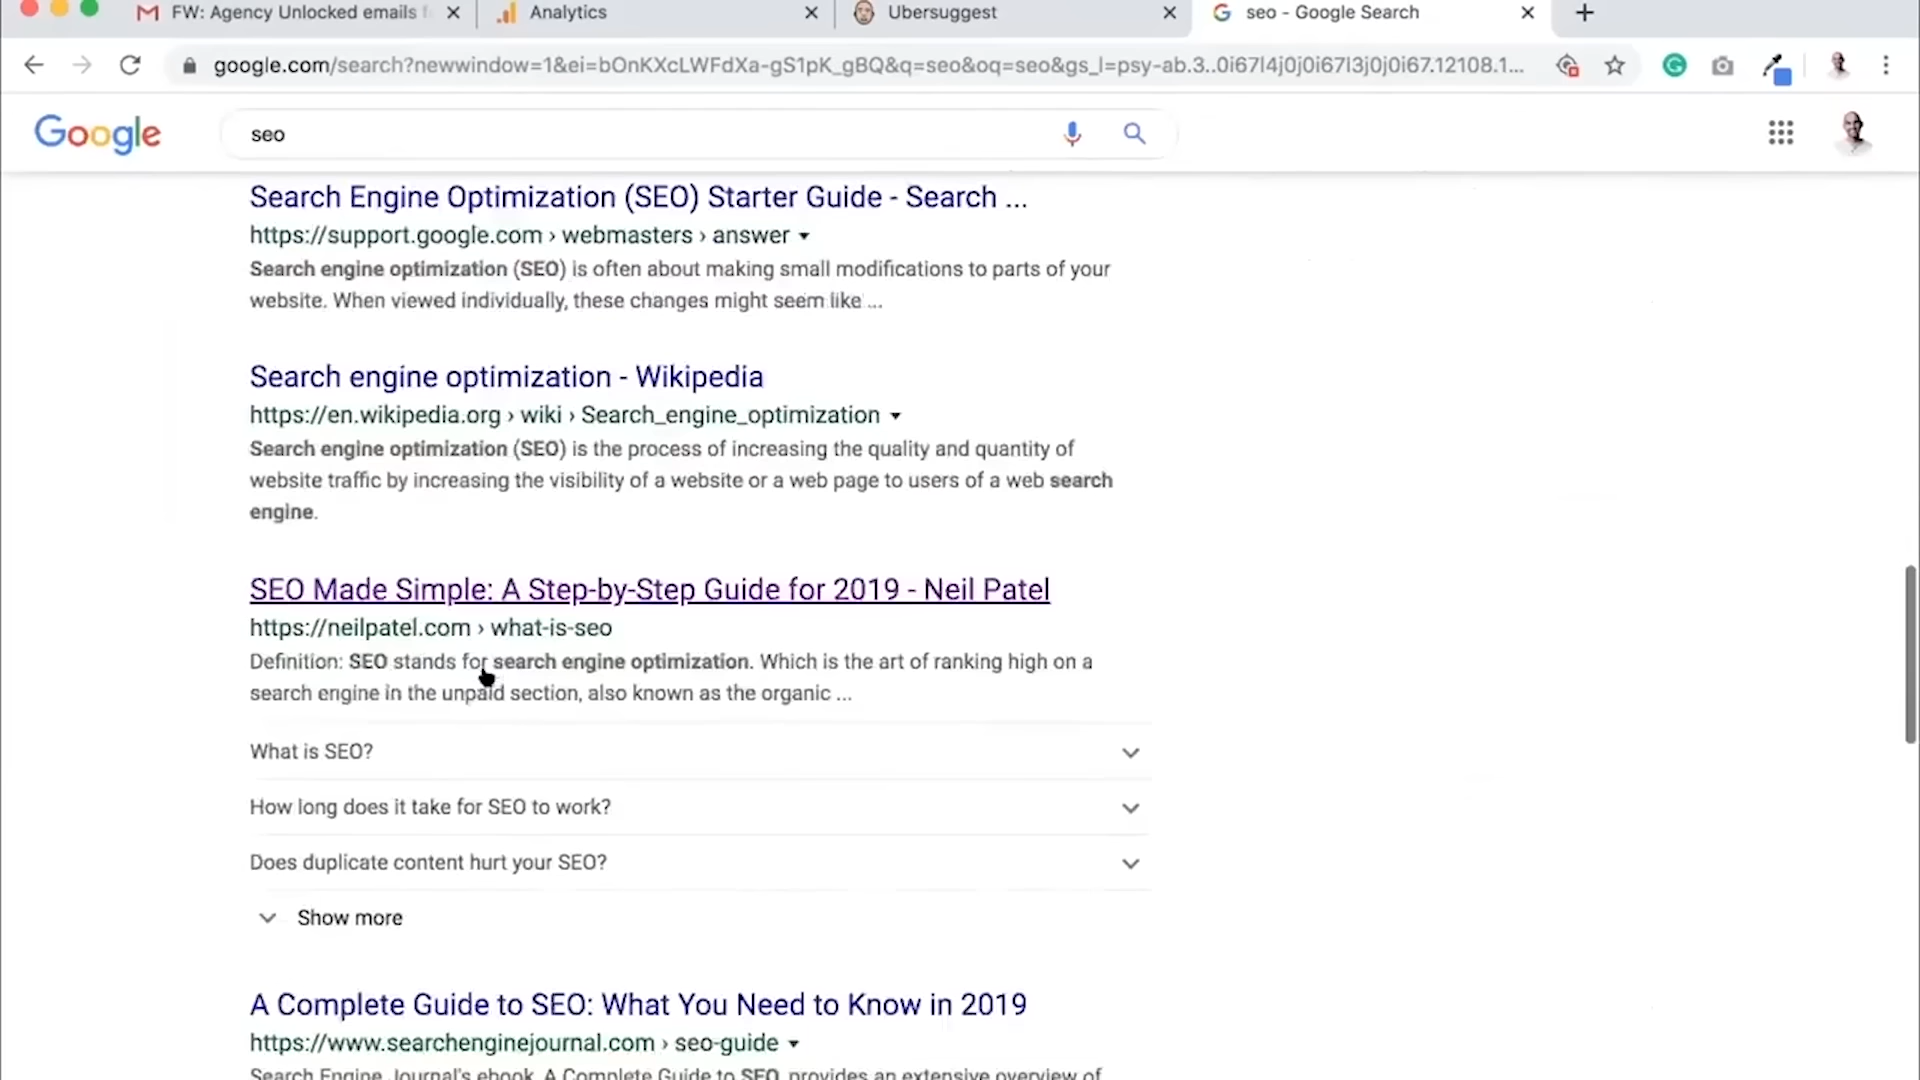 FW: Agency Unlocked emails f
Analytics
Ubersuggest
seo - Google Search
google.com/search?newwindow=1&ei=bOnKXcLWFdXa-gS1pK_gBQ&q=seo&oq=seo&gs_l=psy-ab.3..0i67l4j0j0i67l3j0j0i67.12108.1...
Google
seo
Search Engine Optimization (SEO) Starter Guide - Search ...
https://support.google.com › webmasters › answer
Search engine optimization (SEO) is often about making small modifications to parts of your
website. When viewed individually, these changes might seem like ...
Search engine optimization - Wikipedia
https://en.wikipedia.org › wiki › Search_engine_optimization
Search engine optimization (SEO) is the process of increasing the quality and quantity of
website traffic by increasing the visibility of a website or a web page to users of a web search
engine.
SEO Made Simple: A Step-by-Step Guide for 2019 - Neil Patel
https://neilpatel.com › what-is-seo
Definition: SEO stands for search engine optimization. Which is the art of ranking high on a
search engine in the unpaid section, also known as the organic ...
What is SEO?
How long does it take for SEO to work?
Does duplicate content hurt your SEO?
Show more
A Complete Guide to SEO: What You Need to Know in 2019
https://www.searchenginejournal.com › seo-guide
Search Engine Journal's ebook, A Complete Guide to SEO, provides an extensive overview of